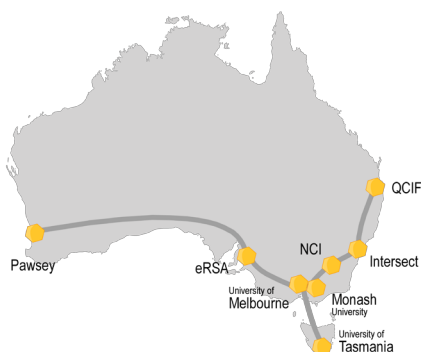 QCIF
NCI
Intersect
Pawsey
eRSA
University of
Melbourne
Monash
University
University of
Tasmania